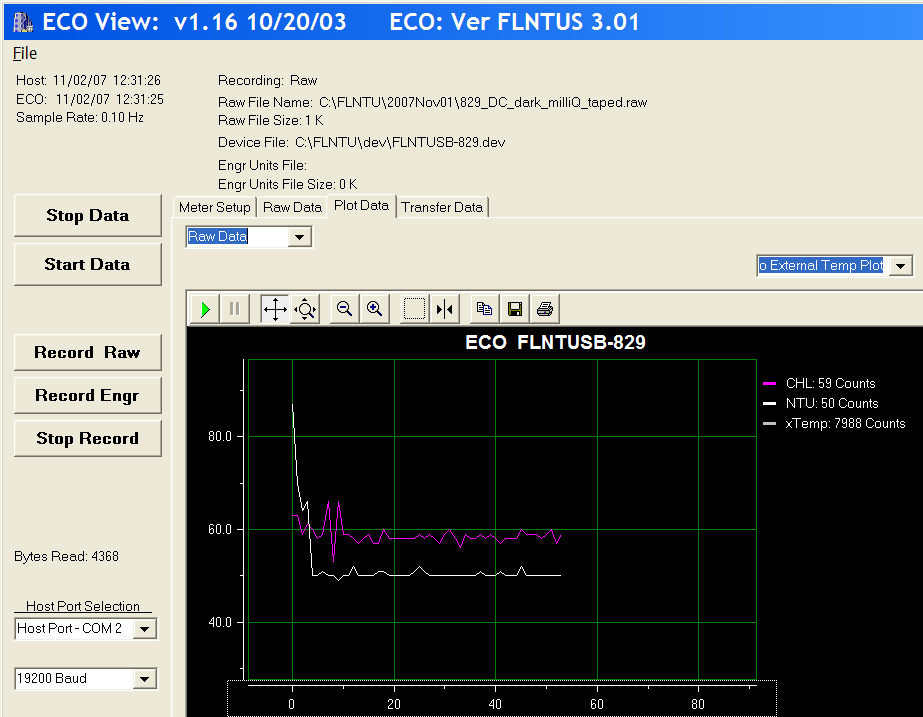 ECO View: v1.16 10/20/03 ECO: Ver FLNTUS 3.01
File
Host: 11/02/07 12:31:26
ECO: 11/02/07 12:31:25
Sample Rate: 0.10 Hz
Recording: Raw
Raw File Name: C:\FLNTU\2007Nov01\829_DC_dark_milliQ_taped.raw
Raw File Size: 1 K
Device File: C:\FLNTU\dev\FLNTUSB-829.dev
Engr Units File:
Engr Units File Size: 0 K
Stop Data
Start Data
Record Raw
Record Engr
Stop Record
Bytes Read: 4368
Host Port Selection
Host Port - COM 2
19200 Baud
Meter Setup Raw Data Plot Data Transfer Data
Raw Data
o External Temp Plot
ECO FLNTUSB-829
CHL: 59 Counts
NTU: 50 Counts
xTemp: 7988 Counts
80.0
60.0
40.0
0 20 40 60 80